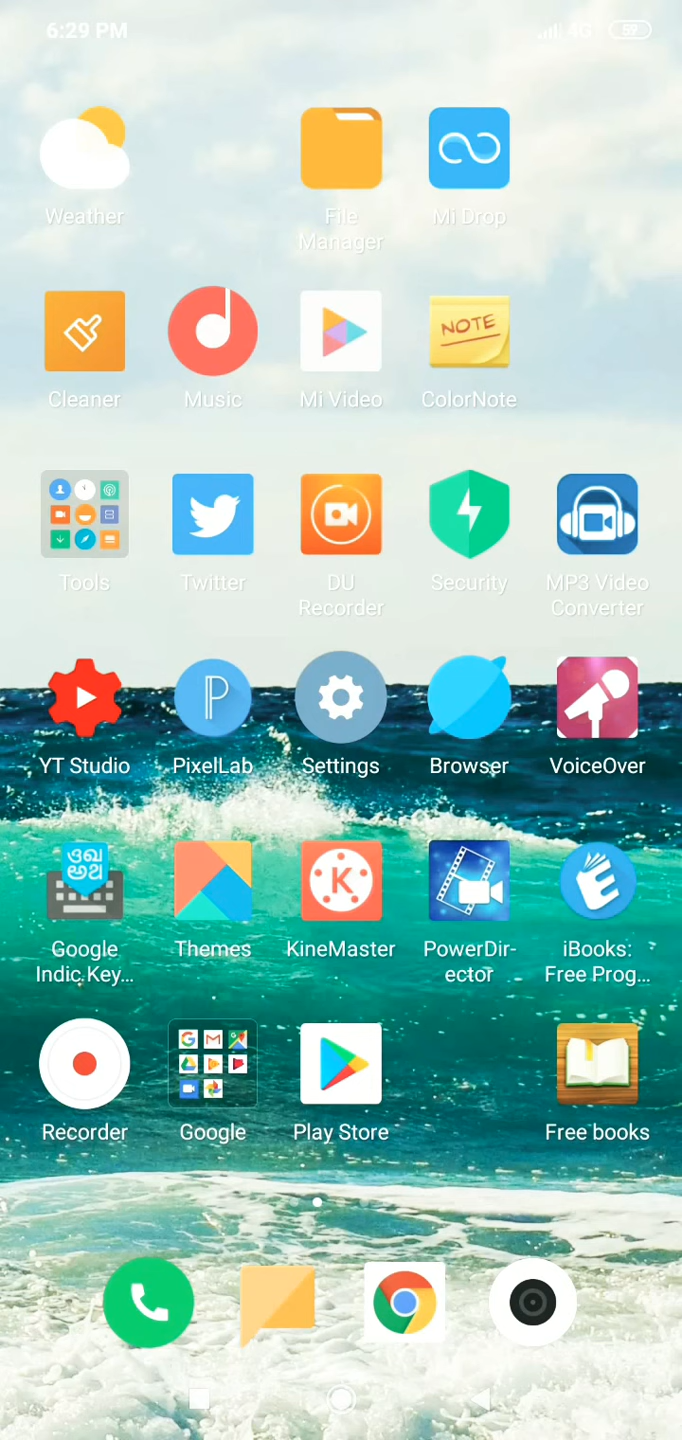 6:29 PM
4G
59
Weather
File
Manager
Mi Drop
Cleaner
Music
Mi Video
NOTE
ColorNote
Tools
Twitter
DU
Recorder
Security
MP3 Video
Converter
YT Studio
PixelLab
Settings
Browser
VoiceOver
Google
Indic Key...
Themes
K
KineMaster
PowerDir-
ector
iBooks:
Free Prog...
Recorder
Google
Play Store
Free books